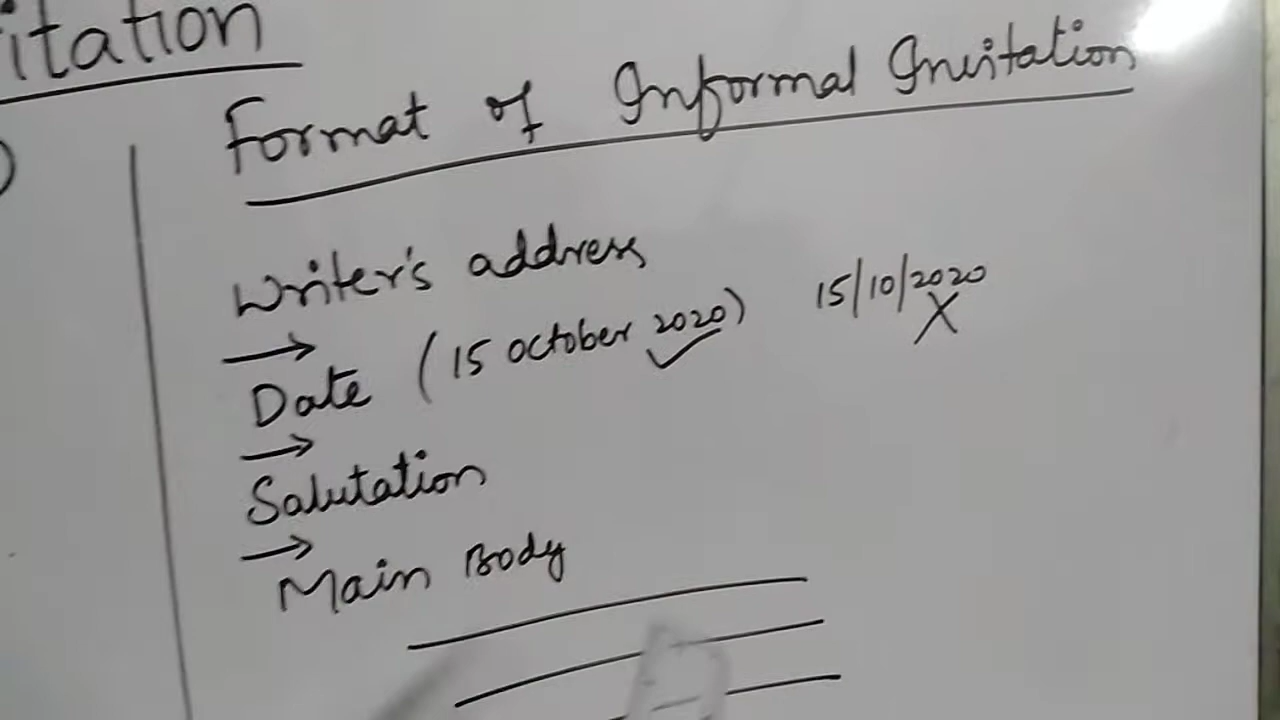 itation
Format of Informal Invitation
Writer's address
→
Date (15 October 2020) ✓ 15/10/2020 X
→
Salutation
→
Main Body